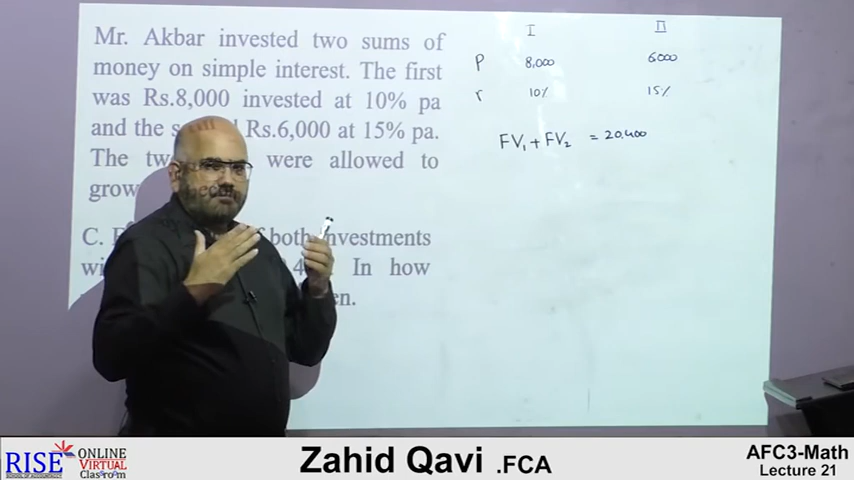 Mr. Akbar invested two sums of
money on simple interest. The first
was Rs.8,000 invested at 10% pa
and the Rs.6,000 at 15% pa.
The were allowed to
grow
C. both investments
In how
I II
P 8,000 6000
r 10% 15%
FV₁ + FV₂ = 20,400
RISE ONLINE
VIRTUAL
SCHOOL OF ACCOUNTANCY Classroom
Zahid Qavi .FCA
AFC3-Math
Lecture 21